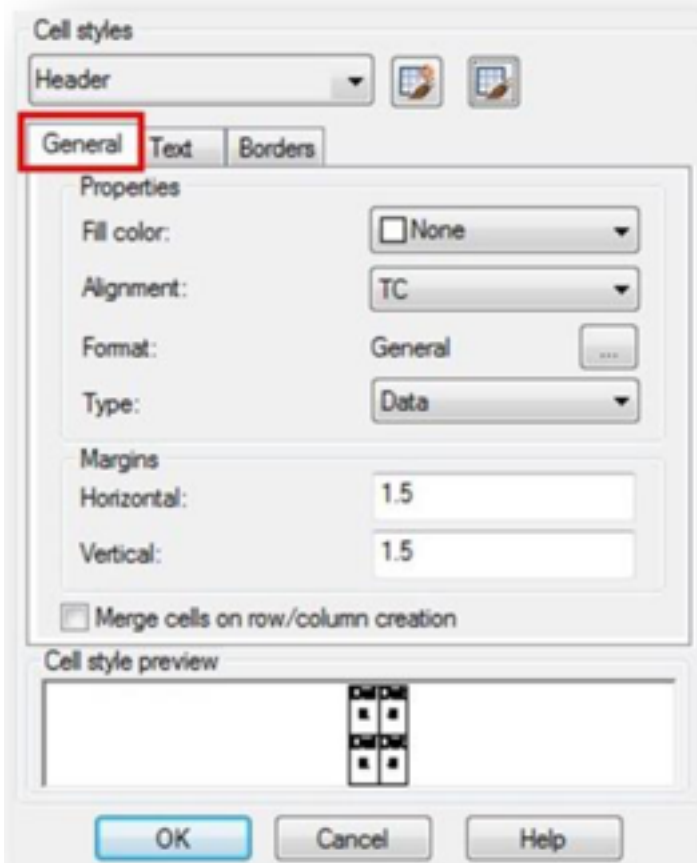 Cell styles
Header
General Text Borders
Properties
Fill color: None
Alignment: TC
Format: General ...
Type: Data
Margins
Horizontal: 1.5
Vertical: 1.5
Merge cells on row/column creation
Cell style preview
OK Cancel Help